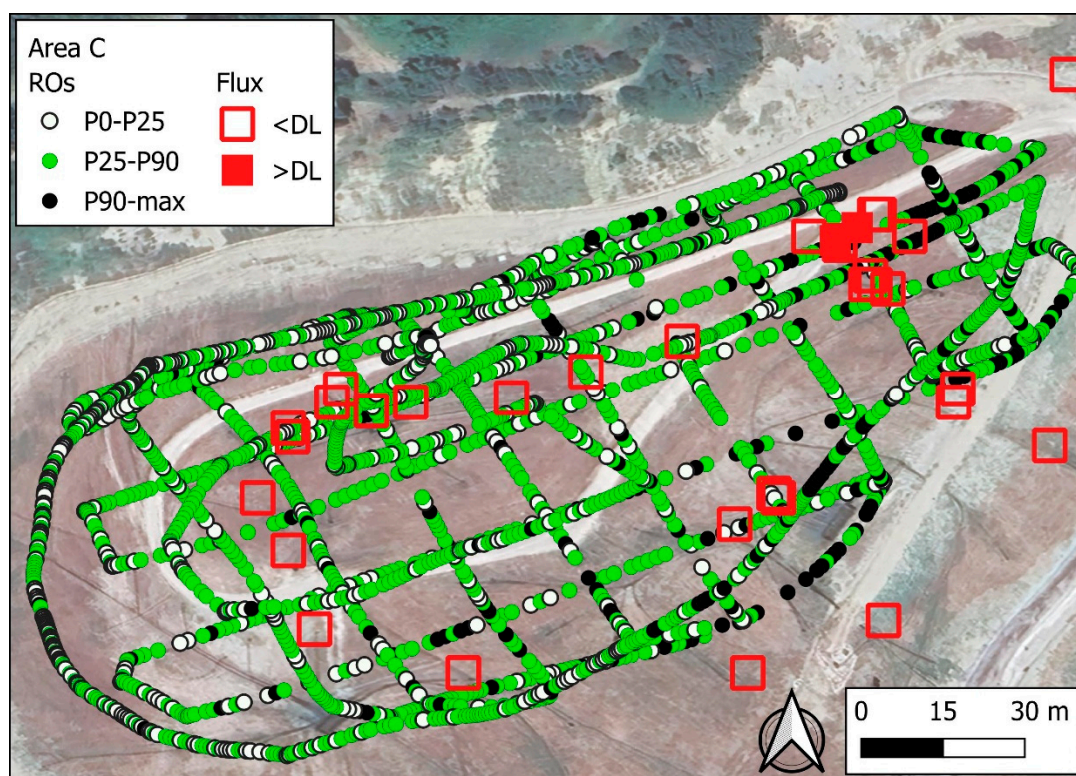 Area C
ROs Flux
P0-P25 <DL
P25-P90 >DL
P90-max
0 15 30 m